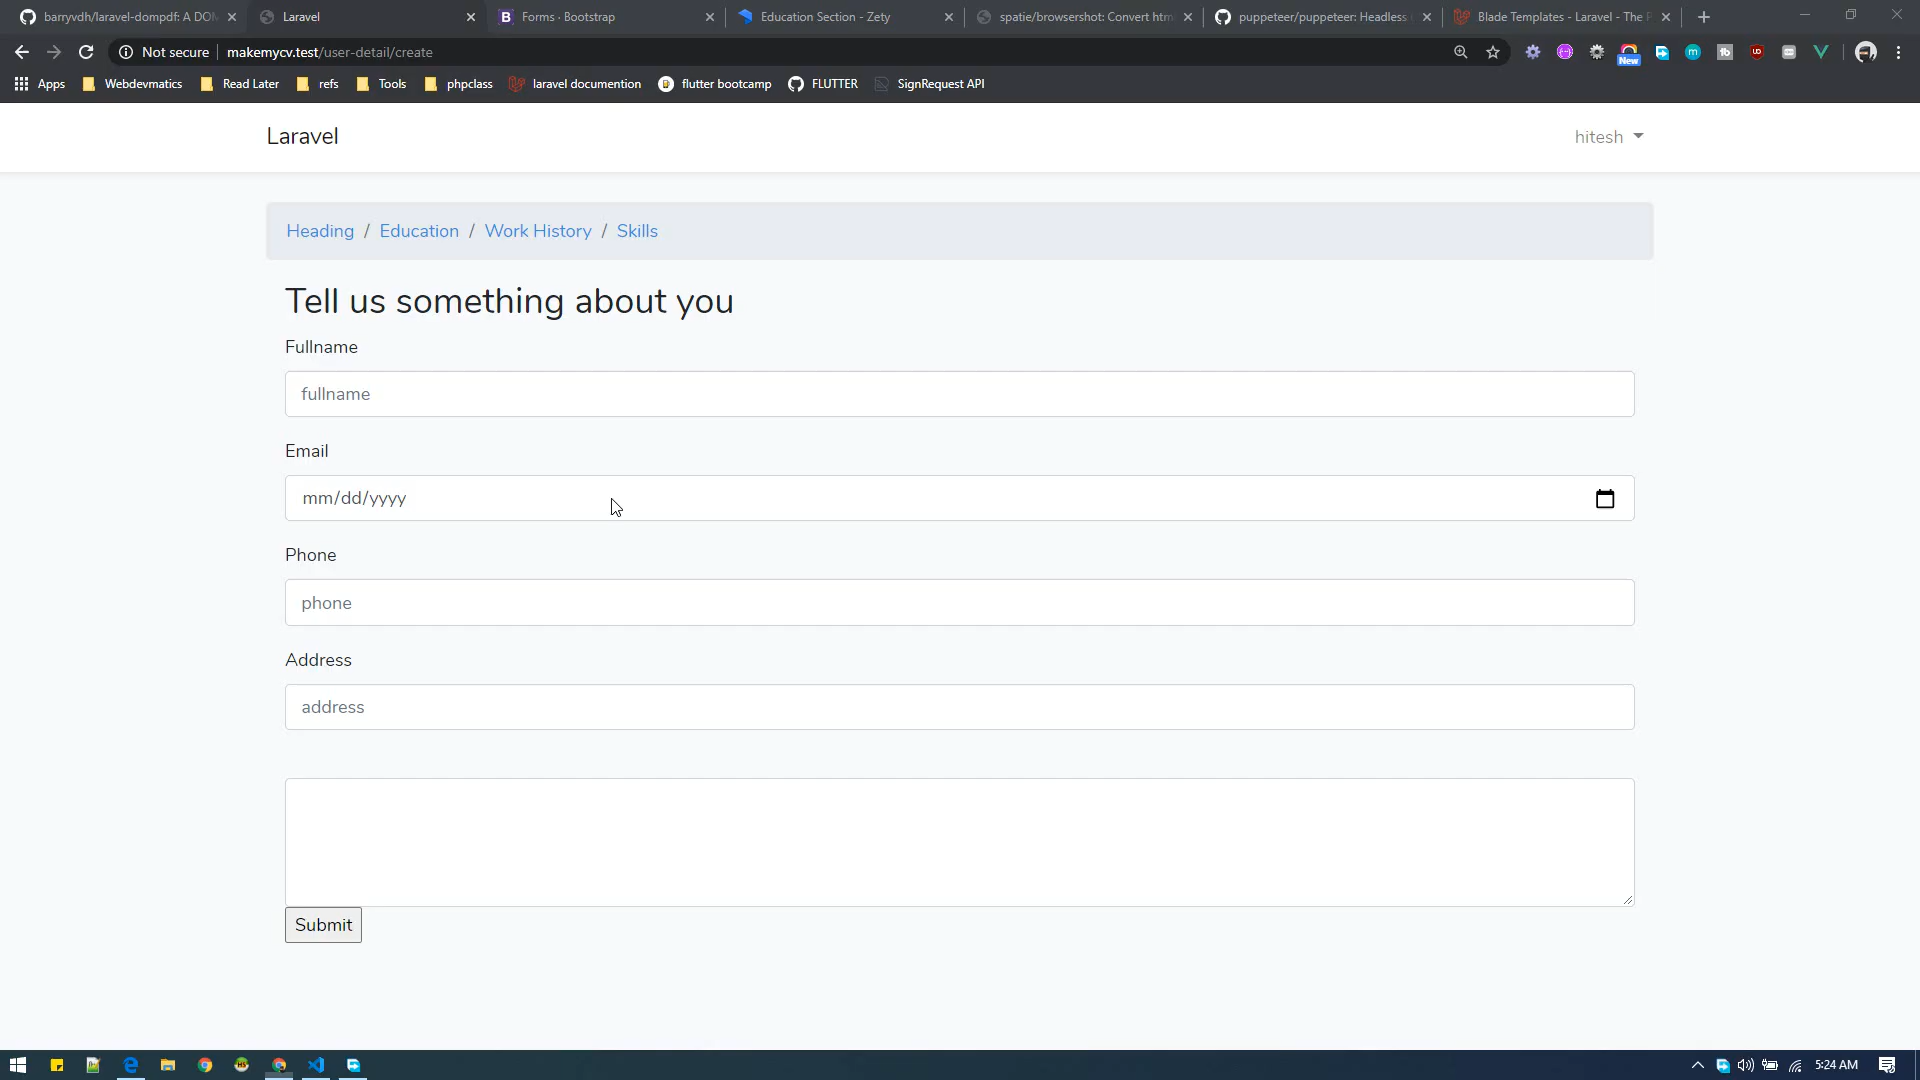 barryvdh/laravel-dompdf: A DOM
Laravel
Forms · Bootstrap
Education Section - Zety
spatie/browsershot: Convert htm
puppeteer/puppeteer: Headless
Blade Templates - Laravel - The P
Not secure
makemycv.test/user-detail/create
New
Apps
Webdevmatics
Read Later
refs
Tools
phpclass
laravel documention
flutter bootcamp
FLUTTER
SignRequest API
Laravel
hitesh
Heading / Education / Work History / Skills
Tell us something about you
Fullname
fullname
Email
mm/dd/yyyy
Phone
phone
Address
address
Submit
5:24 AM